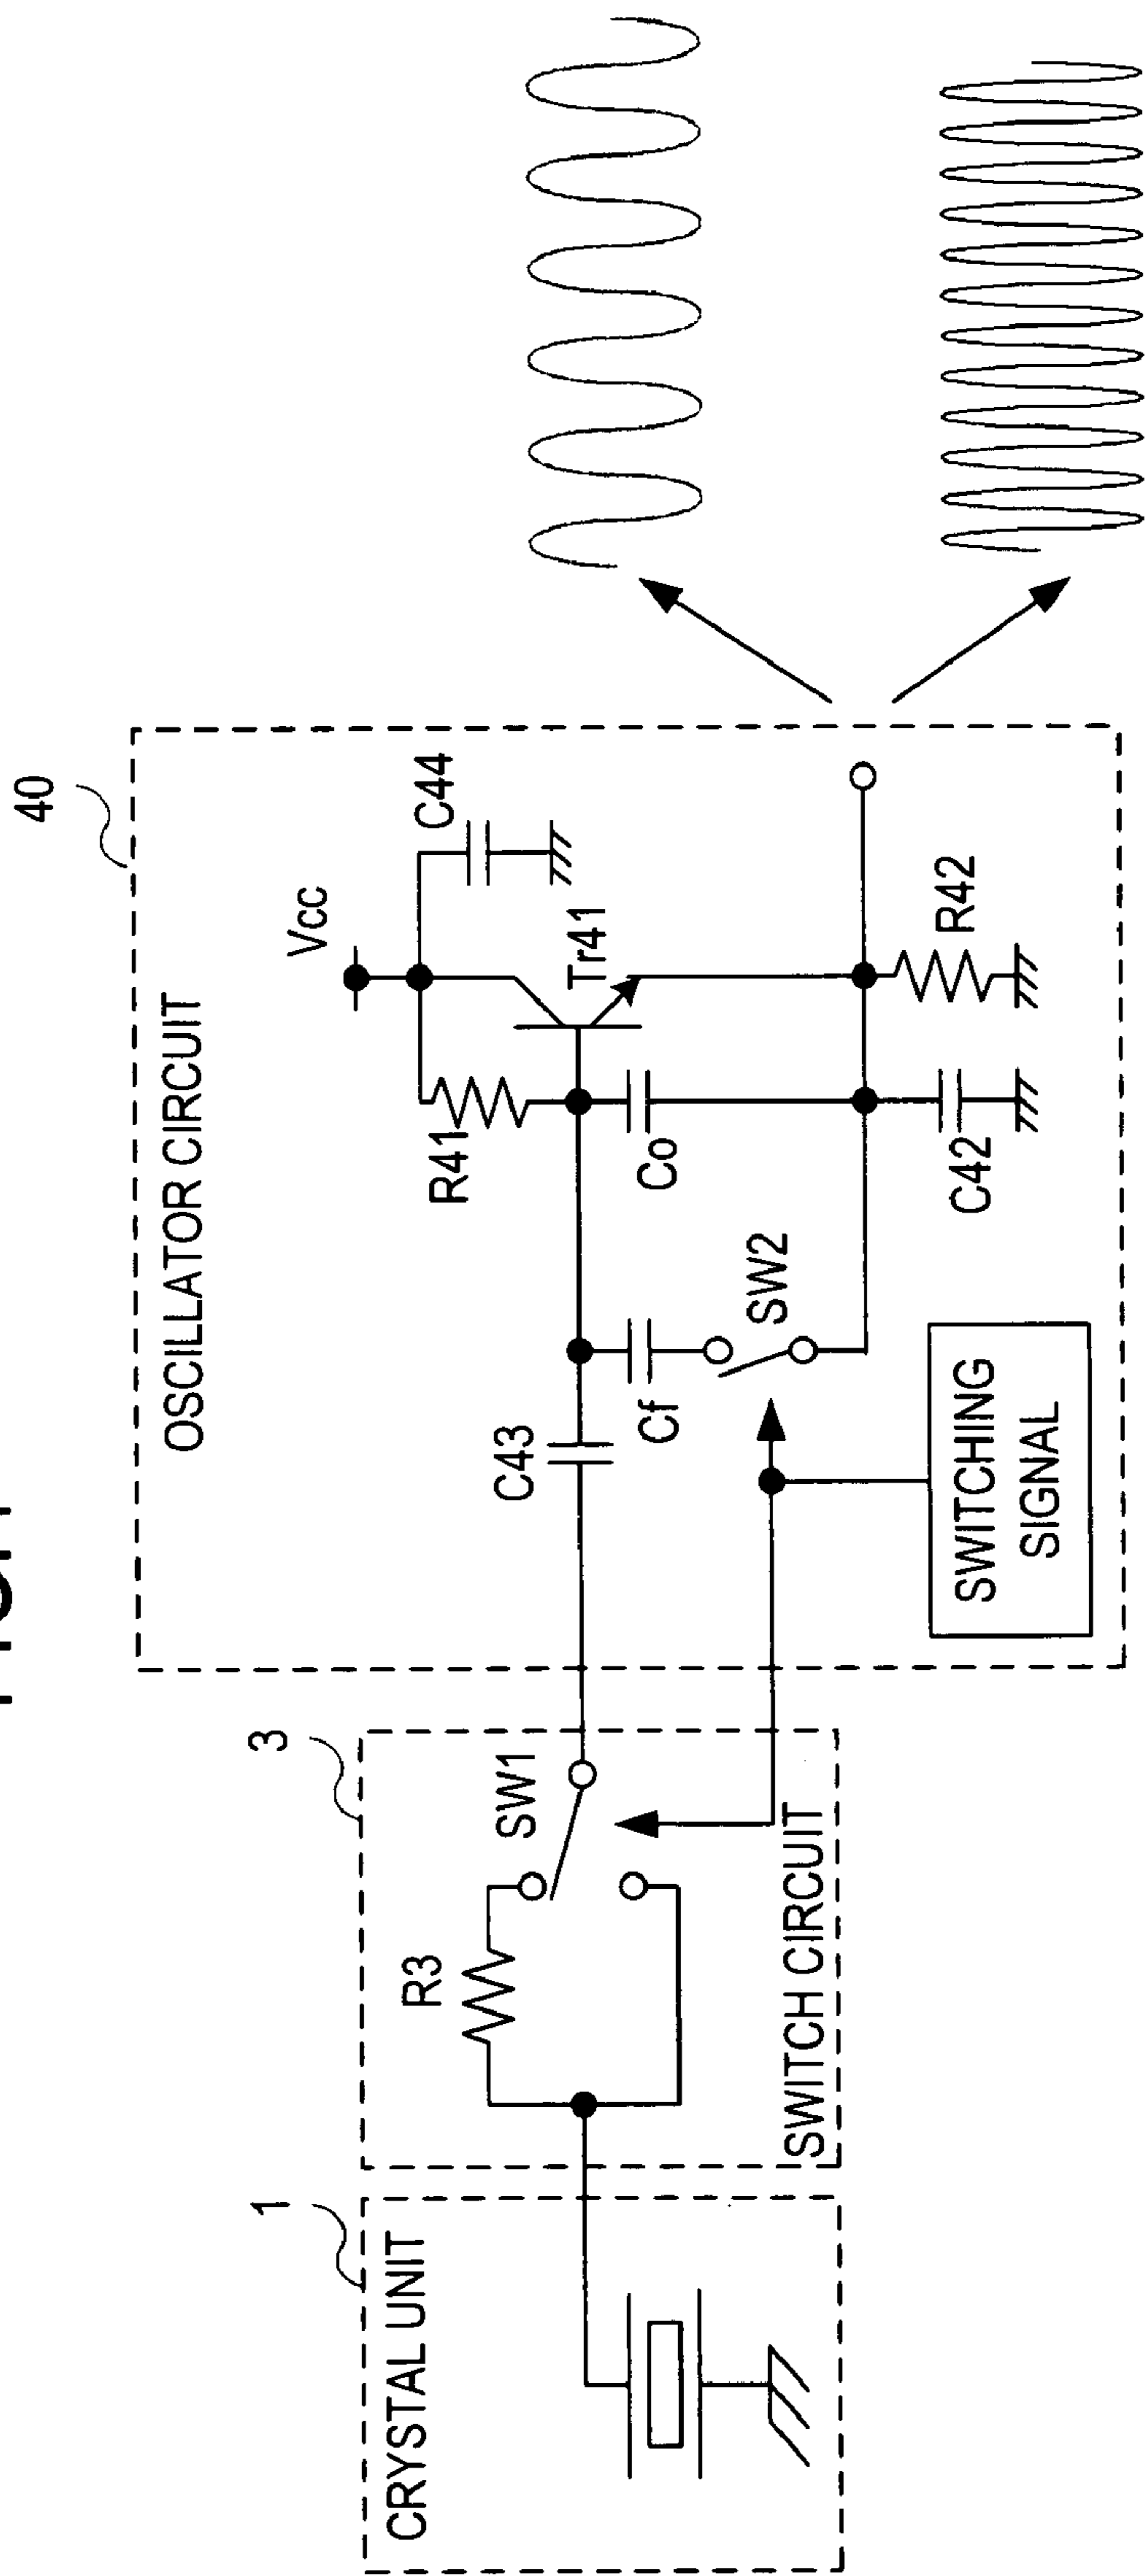 40
OSCILLATOR CIRCUIT
Vcc
C44
R41
Tr41
C43
Cf
Co
SW2
C42
R42
SWITCHING
SIGNAL
3
SW1
R3
SWITCH CIRCUIT
1
CRYSTAL UNIT